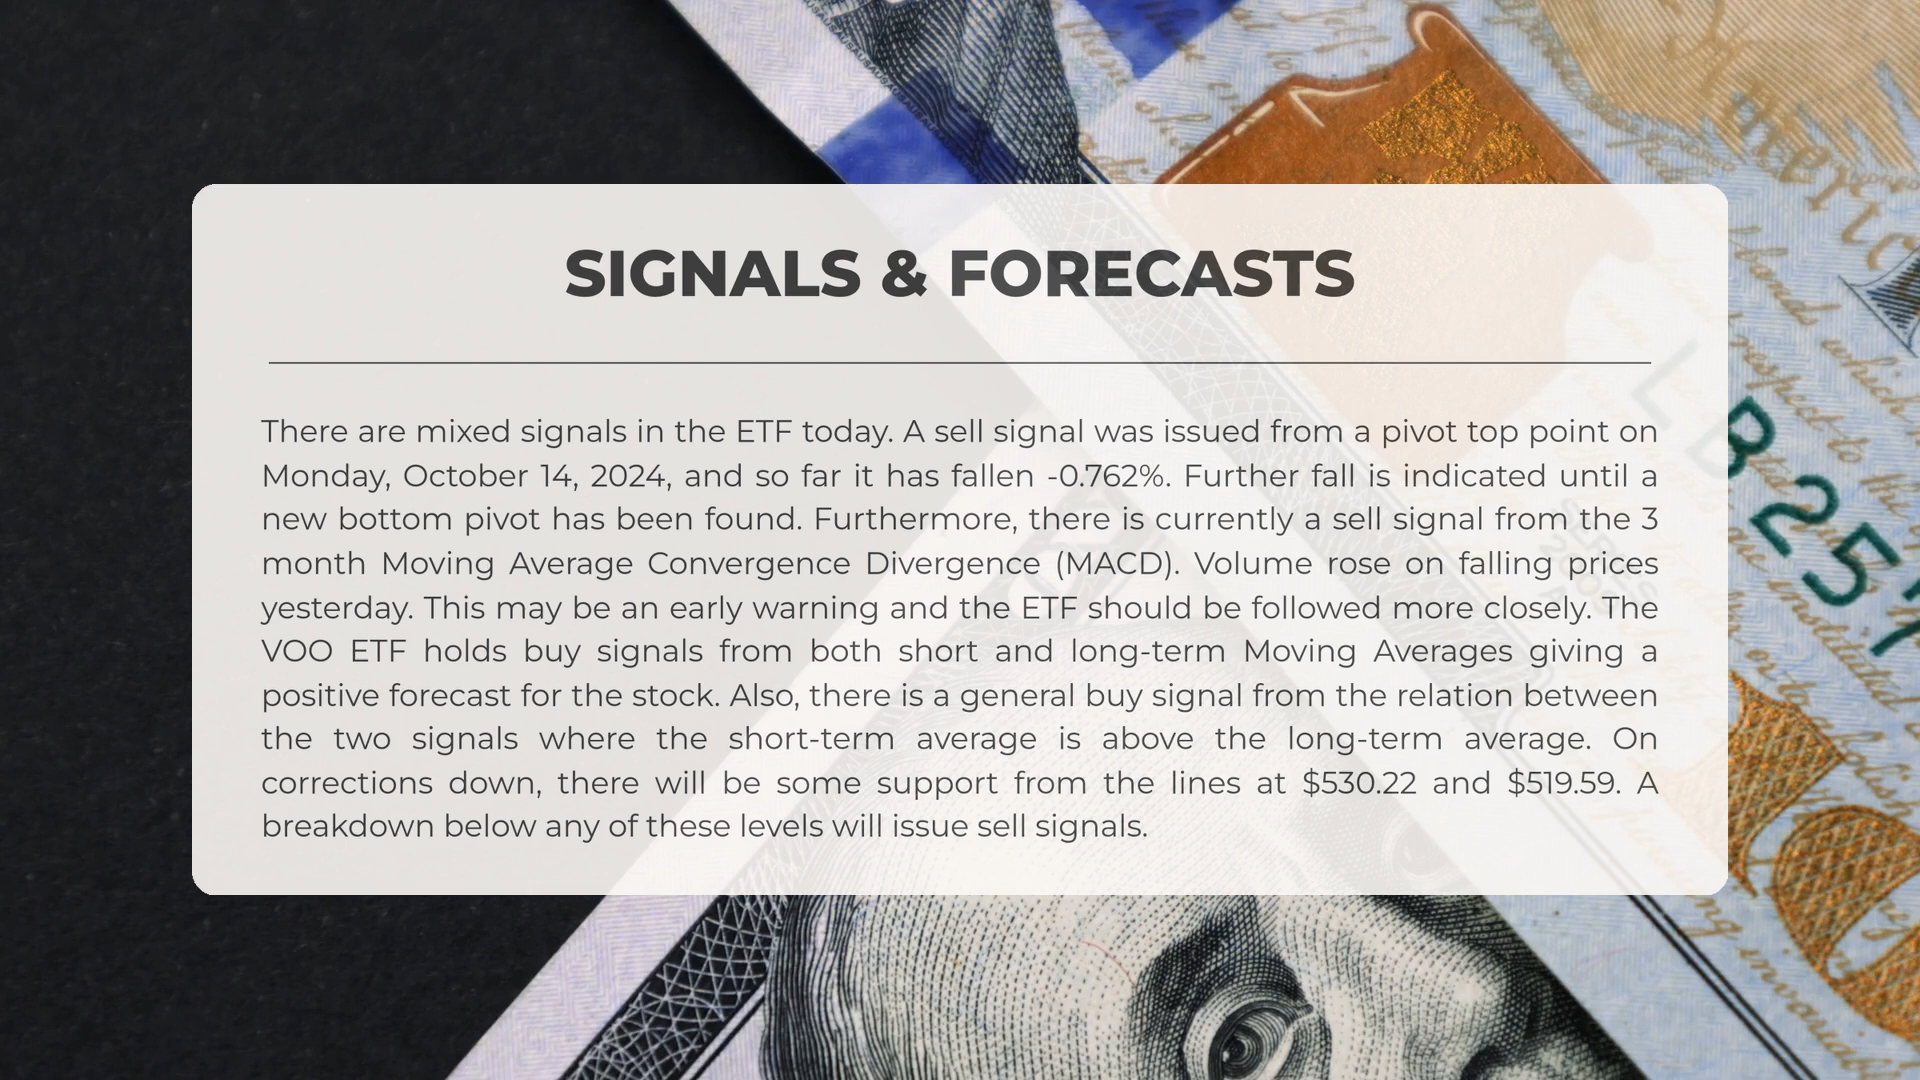 SIGNALS & FORECASTS
There are mixed signals in the ETF today. A sell signal was issued from a pivot top point on
Monday, October 14, 2024, and so far it has fallen -0.762%. Further fall is indicated until a
new bottom pivot has been found. Furthermore, there is currently a sell signal from the 3
month Moving Average Convergence Divergence (MACD). Volume rose on falling prices
yesterday. This may be an early warning and the ETF should be followed more closely. The
VOO ETF holds buy signals from both short and long-term Moving Averages giving a
positive forecast for the stock. Also, there is a general buy signal from the relation between
the two signals where the short-term average is above the long-term average. On
corrections down, there will be some support from the lines at $530.22 and $519.59. A
breakdown below any of these levels will issue sell signals.
LB25